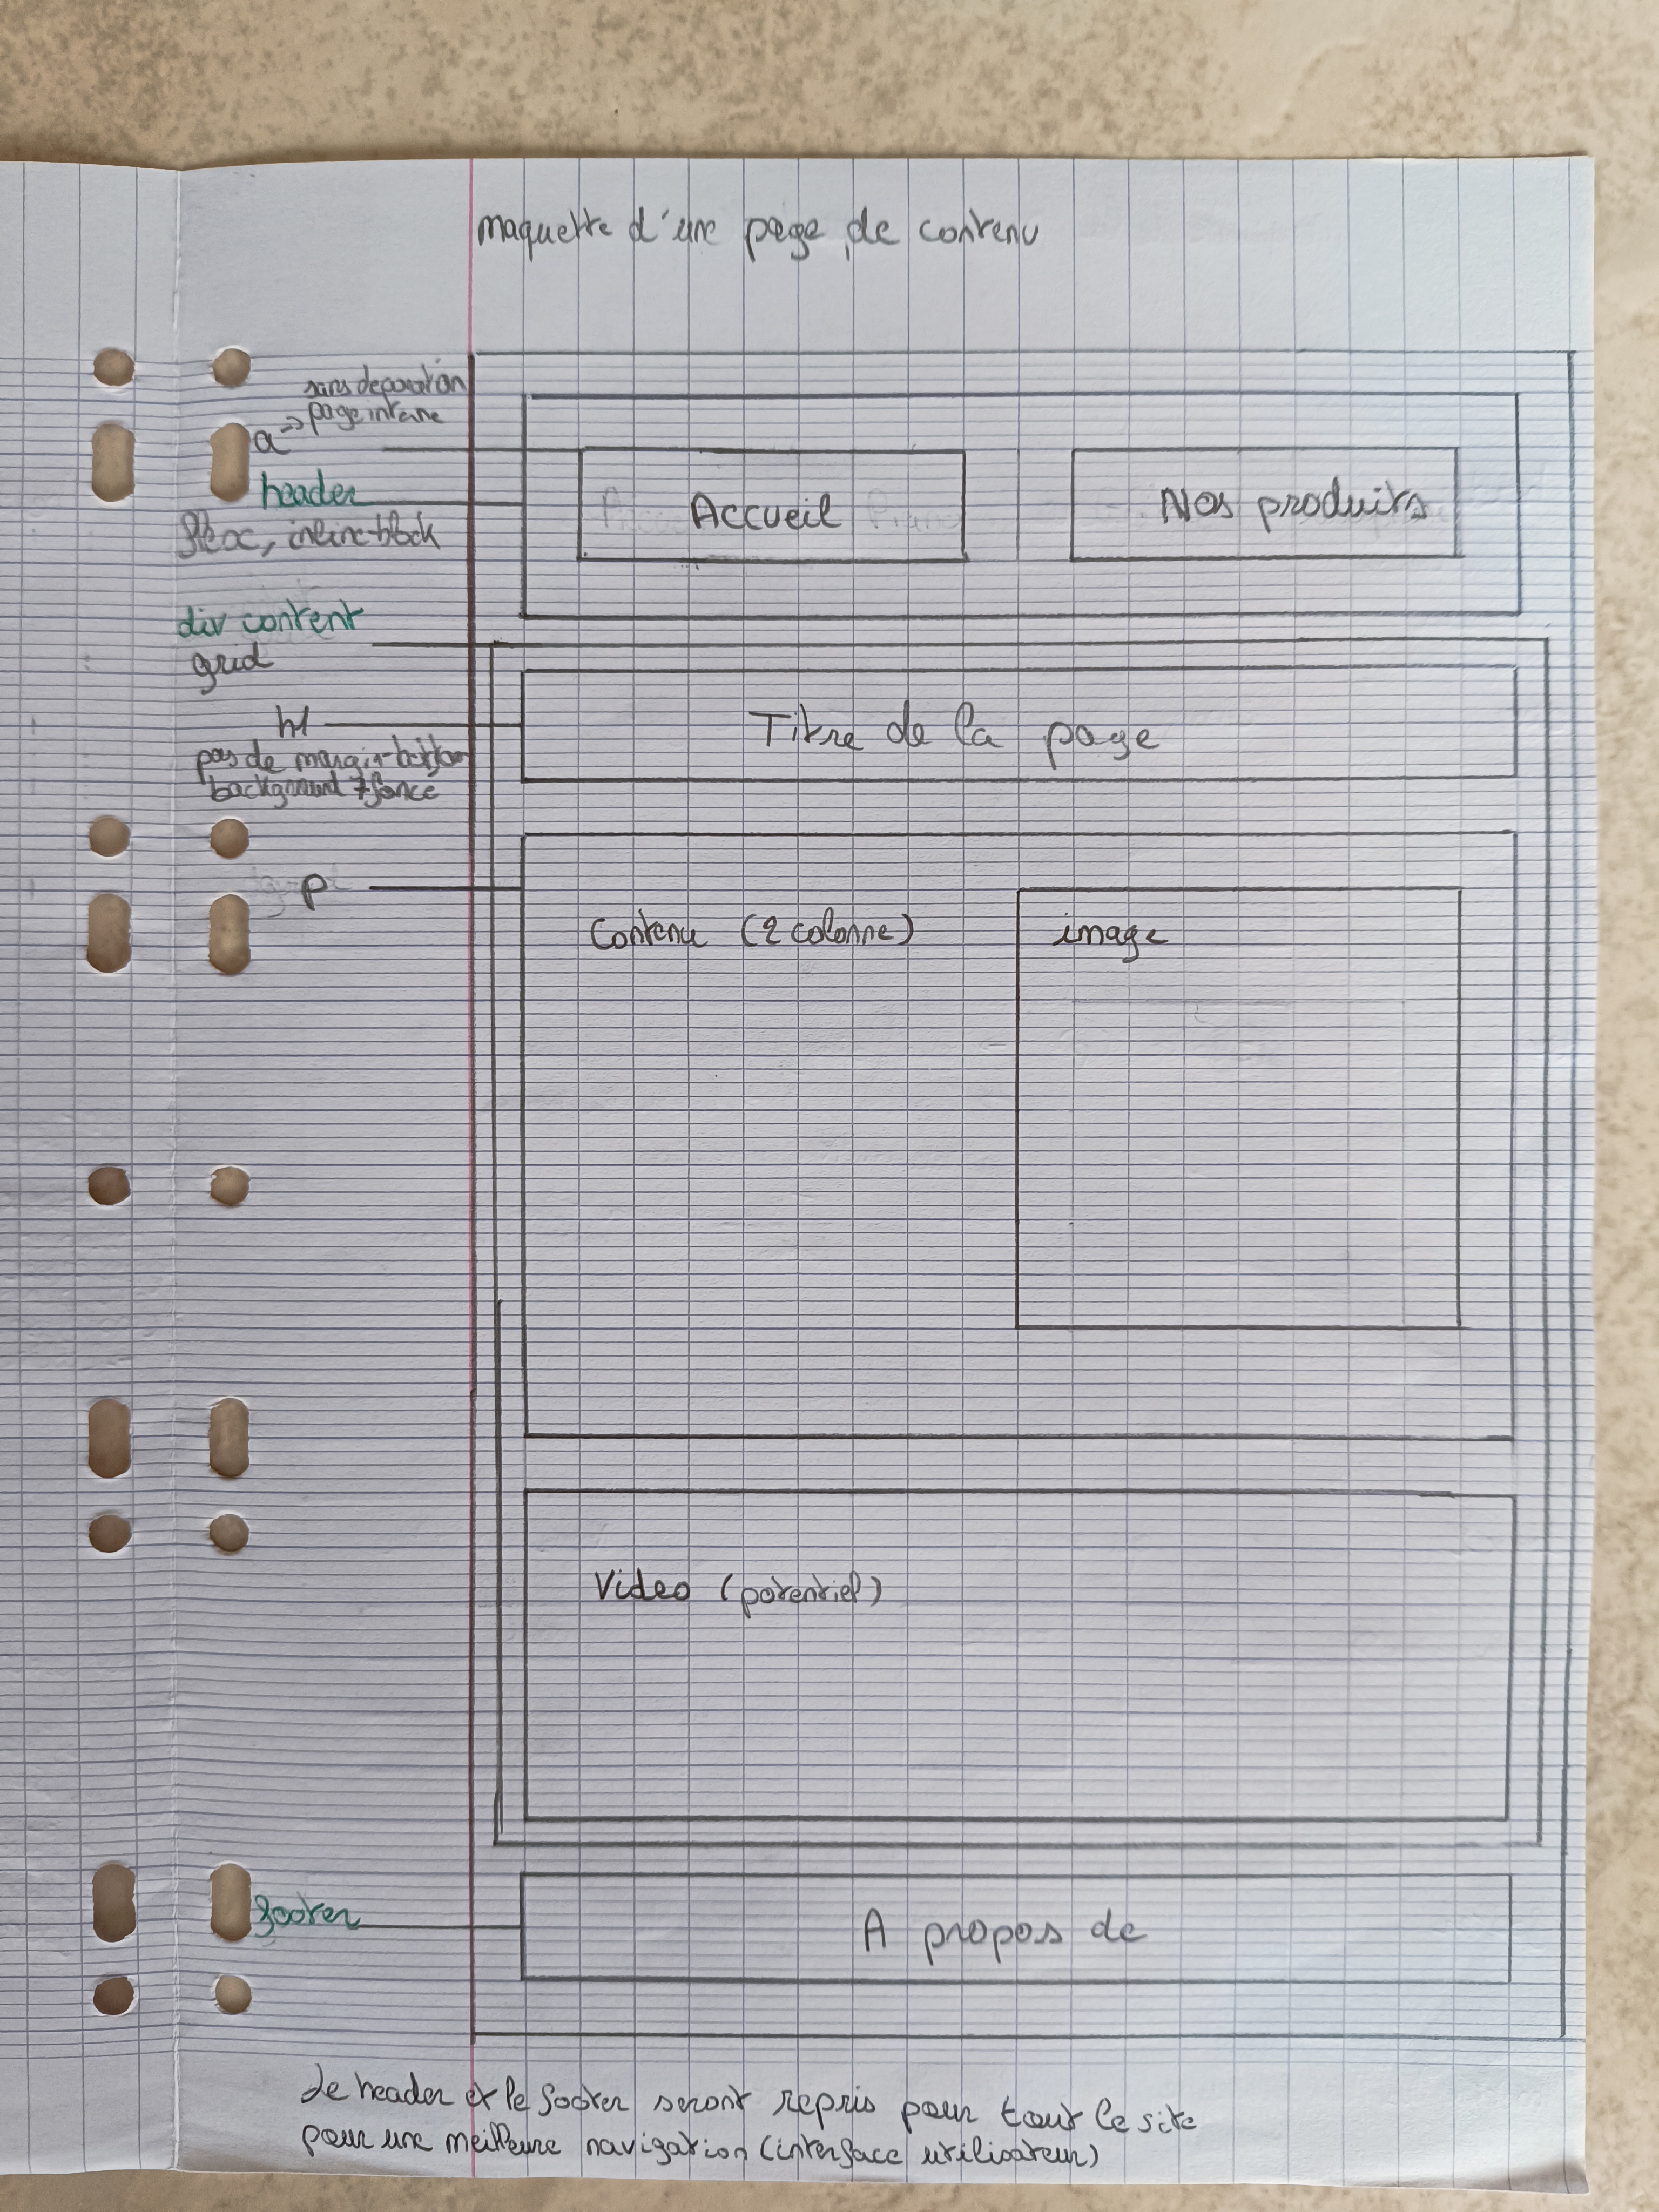 maquette d'une page de contenu
sans decoration
a → page interne
header
Bloc, inline-block
Accueil
Nos produits
div content
grid
h1
pas de margin-bottom
background + foncé
Titre de la page
p
Contenu (2 colonne)
image
Video (potentiel)
footer
A propos de
Le header et le footer seront repris pour tout le site
pour une meilleure navigation (interface utilisateur)